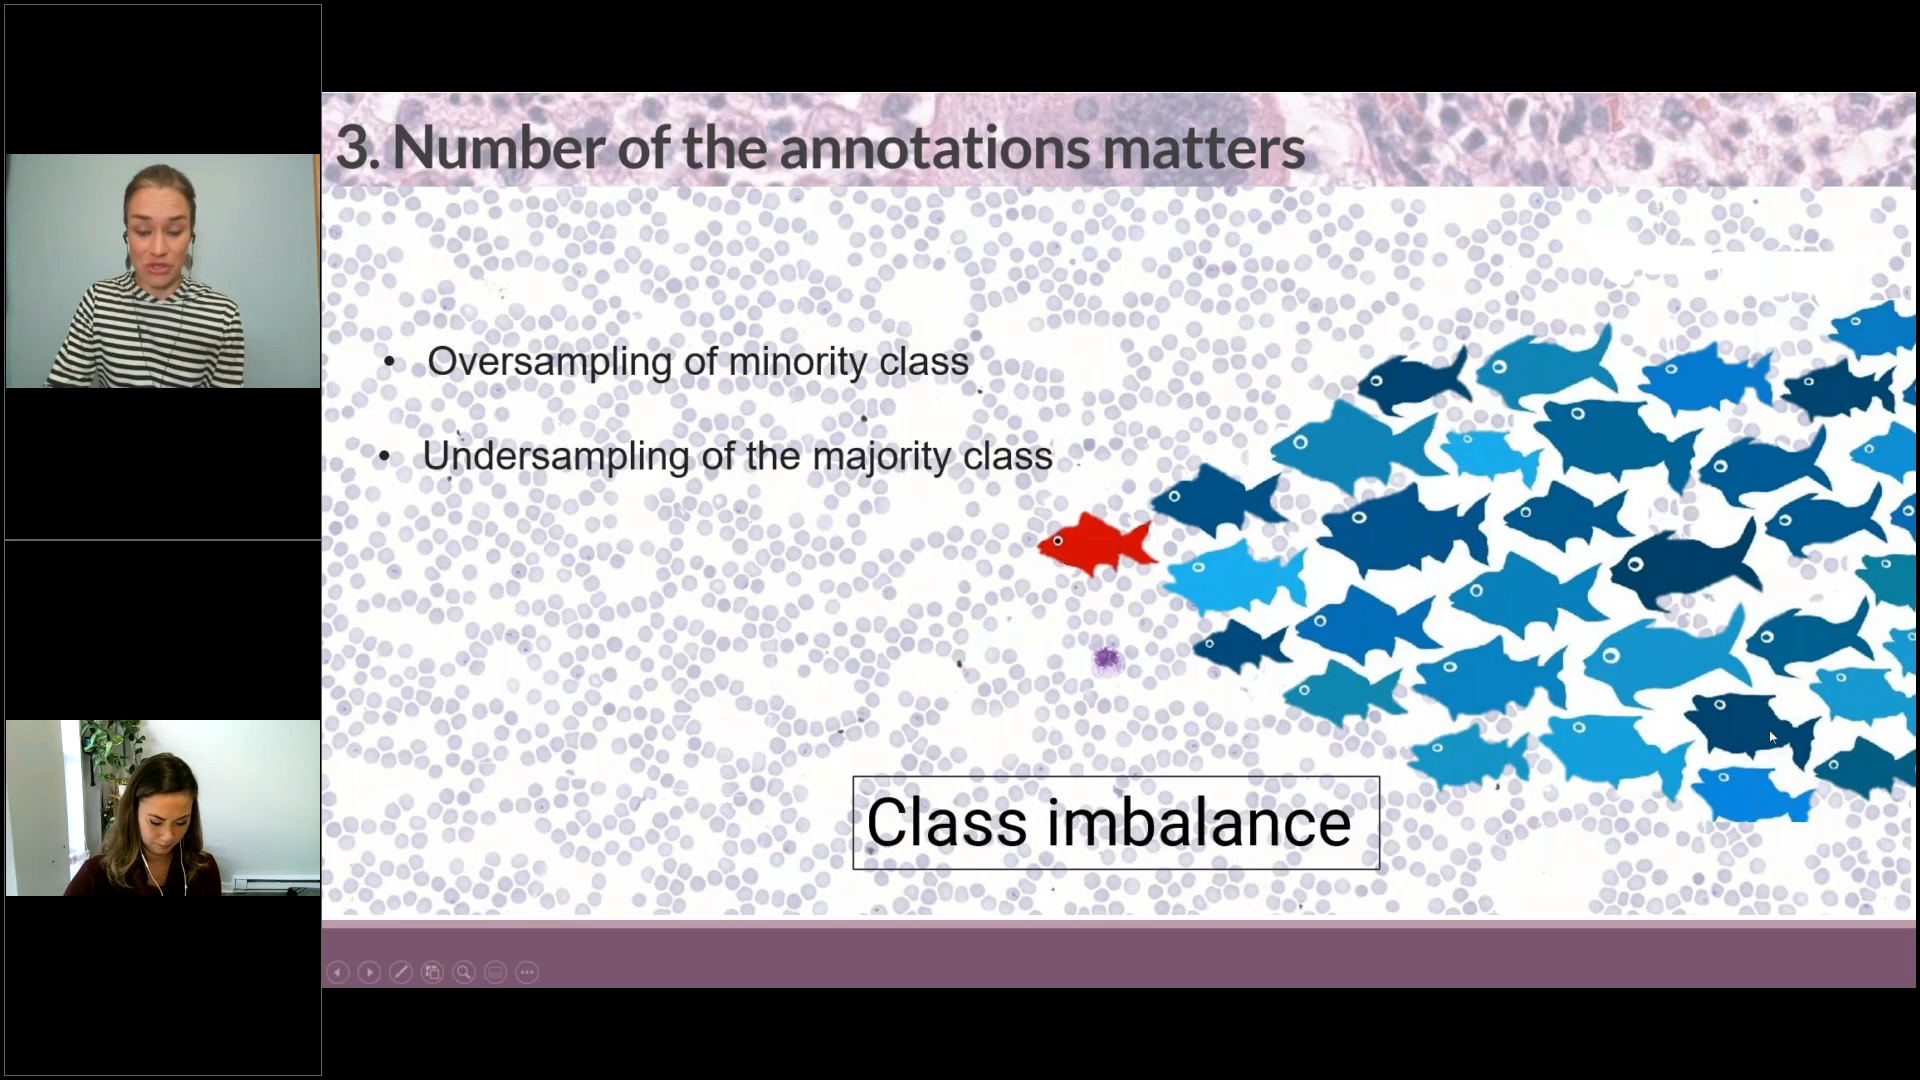 3. Number of the annotations matters
• Oversampling of minority class
• Undersampling of the majority class
Class imbalance